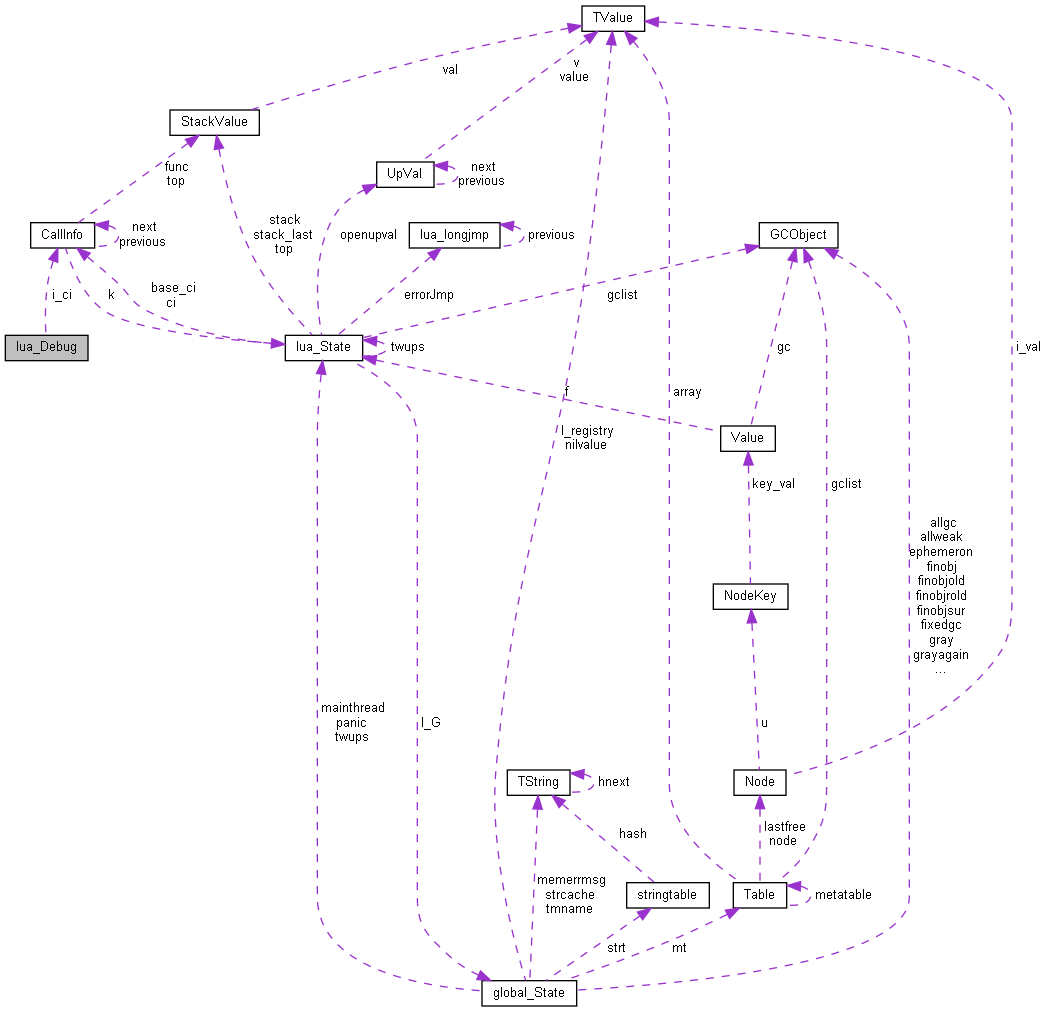 TValue
val
v
value
StackValue
func
top
UpVal
next
previous
CallInfo
next
previous
stack
stack_last
top
openupval
lua_longjmp
previous
GCObject
i_ci
k
base_ci
ci
errorJmp
gclist
lua_Debug
lua_State
twups
gc
i_val
f
array
l_registry
nilvalue
Value
key_val
gclist
allgc
allweak
ephemeron
finobj
finobjold
finobjrold
finobjsur
fixedgc
gray
grayagain
...
NodeKey
mainthread
panic
twups
l_G
u
TString
hnext
Node
hash
lastfree
node
memerrmsg
strcache
tmname
stringtable
Table
metatable
strt
mt
global_State